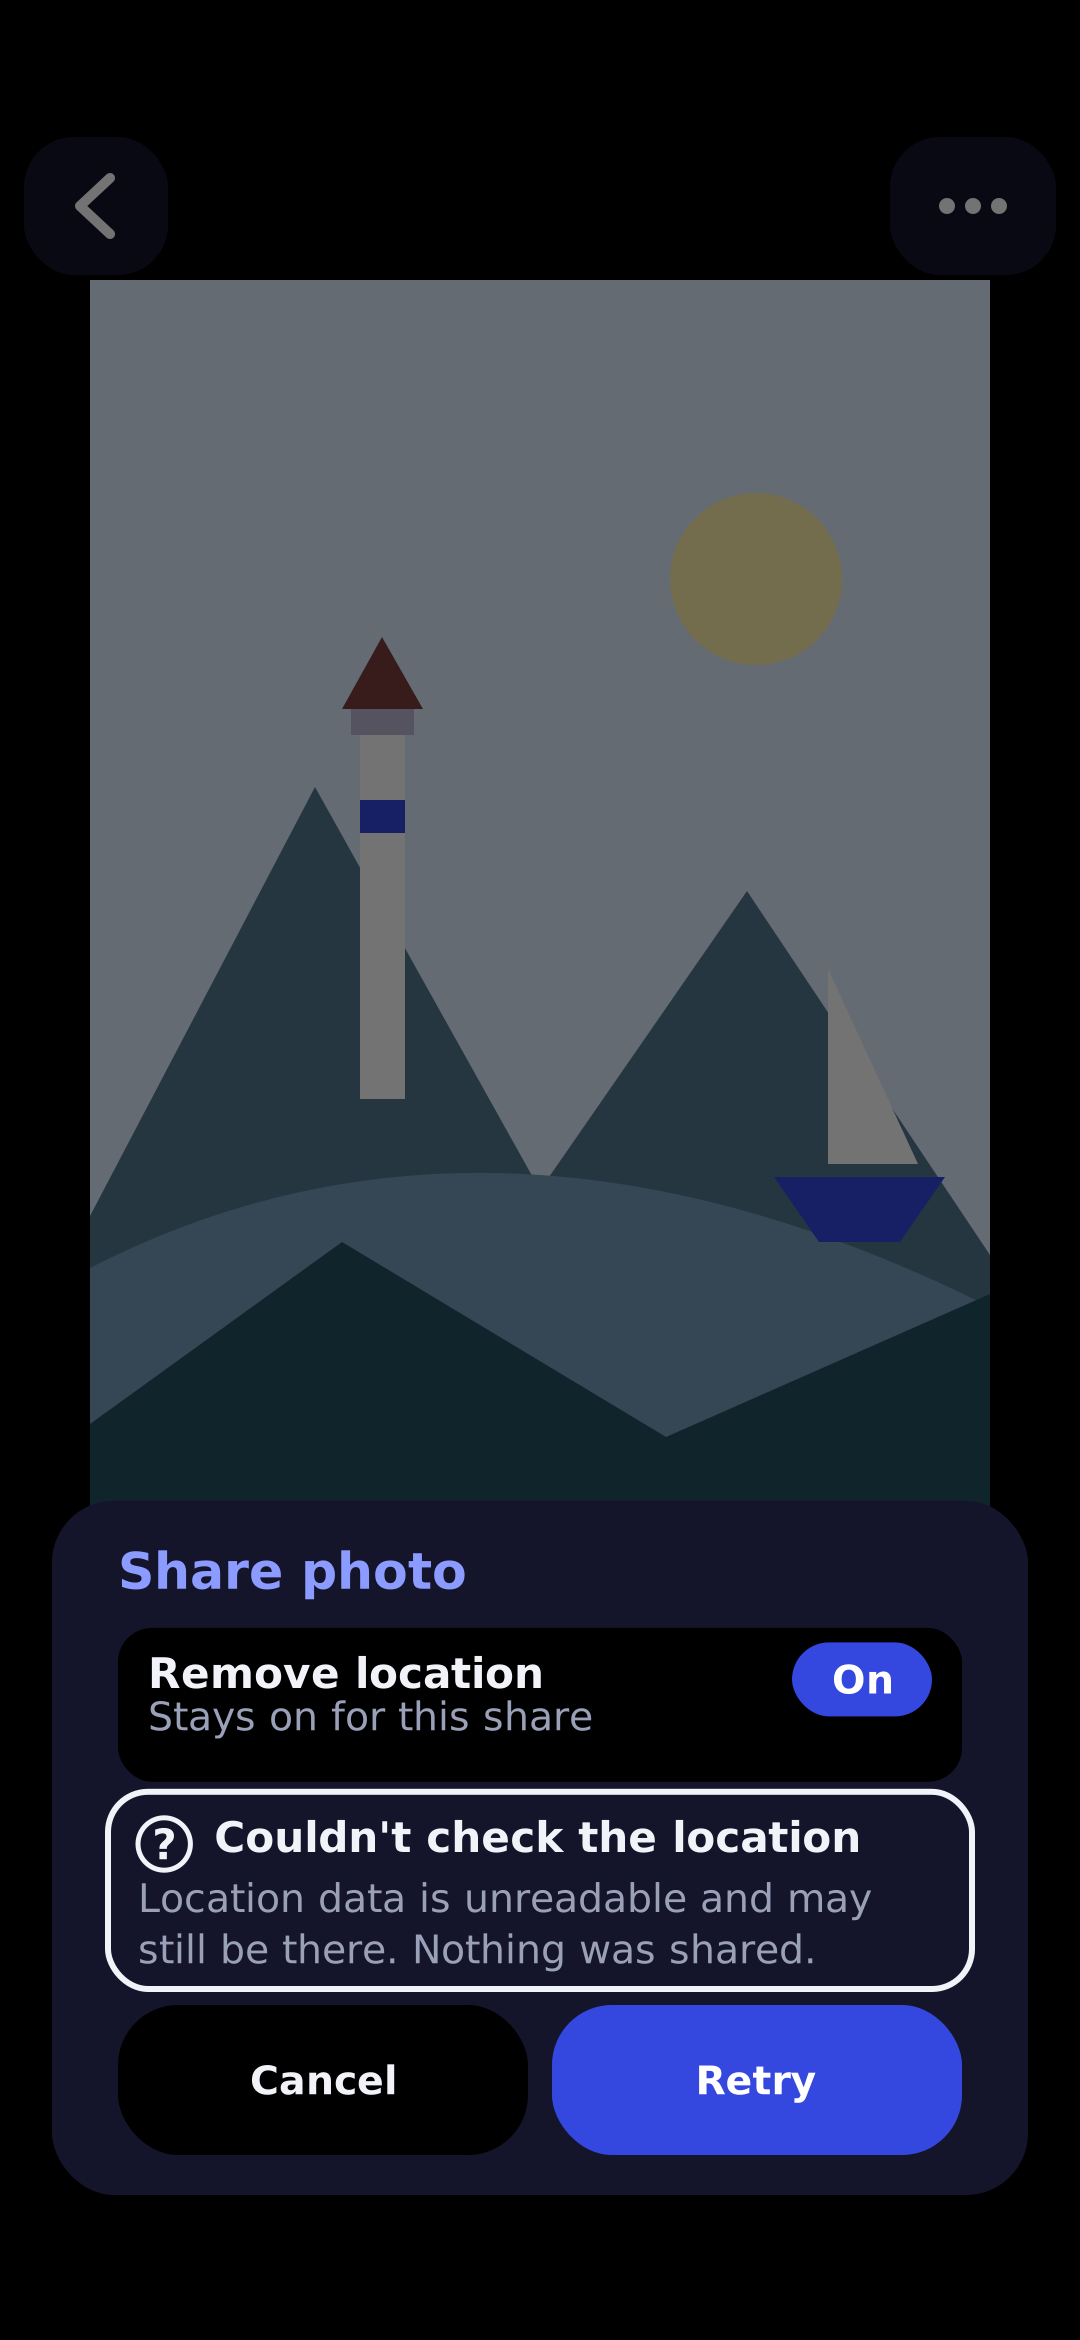 Share photo
Remove location
On
Stays on for this share
?
Couldn't check the location
Location data is unreadable and may
still be there. Nothing was shared.
Cancel
Retry